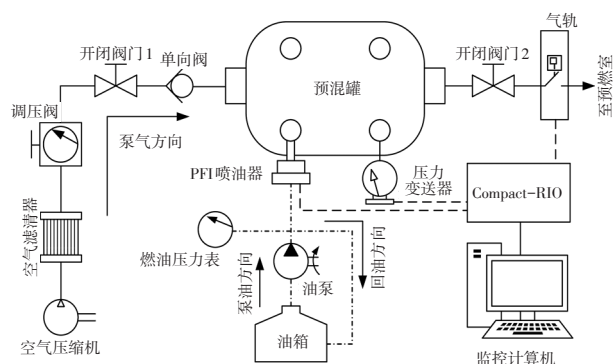 气轨
开闭阀门1
单向阀
开闭阀门2
预混罐
至预燃室
调压阀
泵气方向
PFI喷油器
压力
变送器
Compact-RIO
空气滤清器
燃油压力表
泵油方向
油泵
回油方向
油箱
空气压缩机
监控计算机